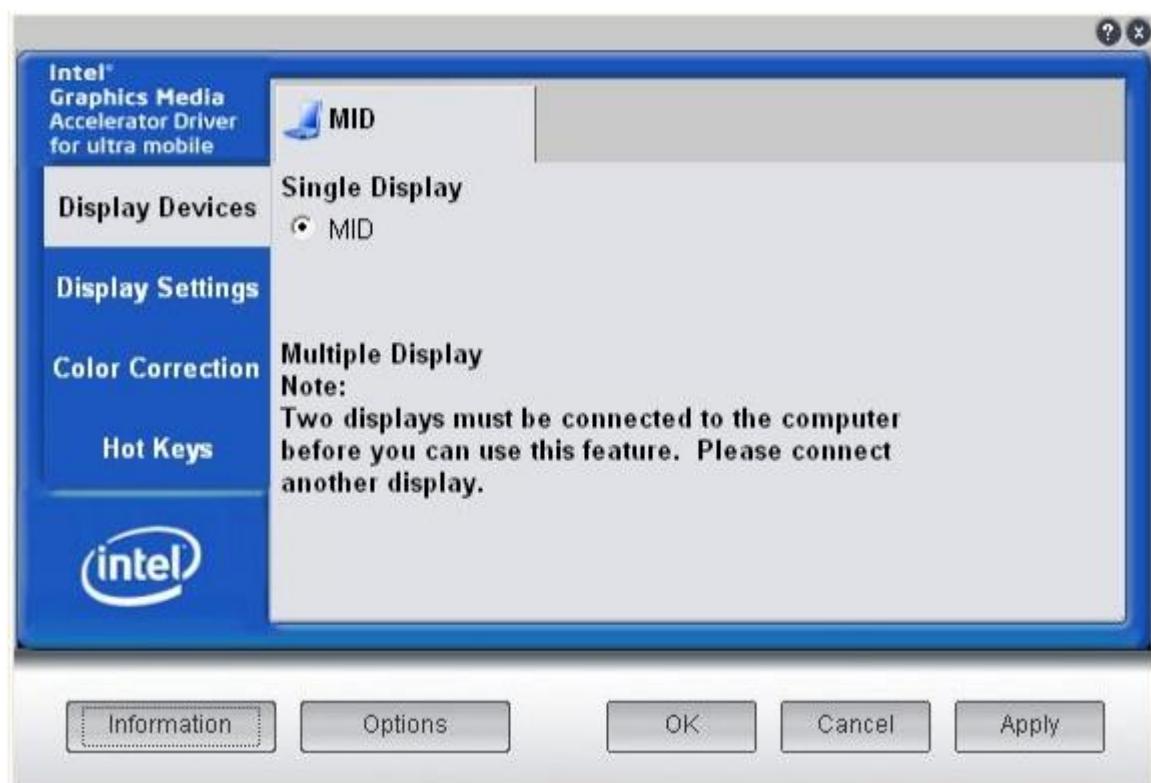 Intel®
Graphics Media
Accelerator Driver
for ultra mobile
MID
Display Devices
Display Settings
Color Correction
Hot Keys
intel
Single Display
MID
Multiple Display
Note:
Two displays must be connected to the computer
before you can use this feature. Please connect
another display.
Information
Options
OK
Cancel
Apply